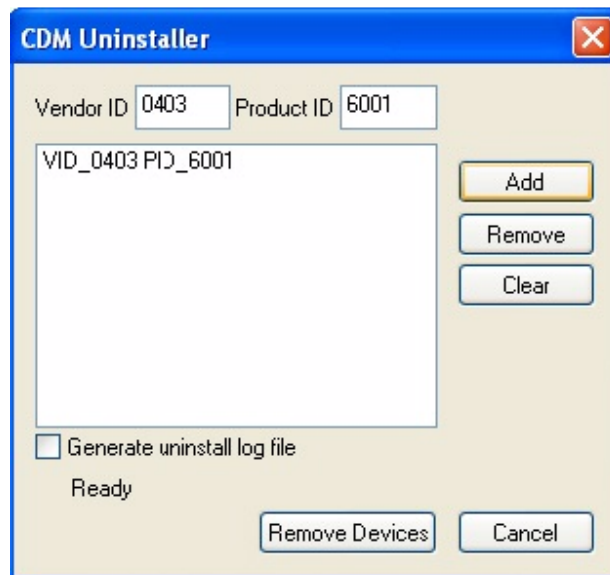 CDM Uninstaller
Vendor ID 0403 Product ID 6001
VID_0403 PID_6001
Add
Remove
Clear
Generate uninstall log file
Ready
Remove Devices Cancel